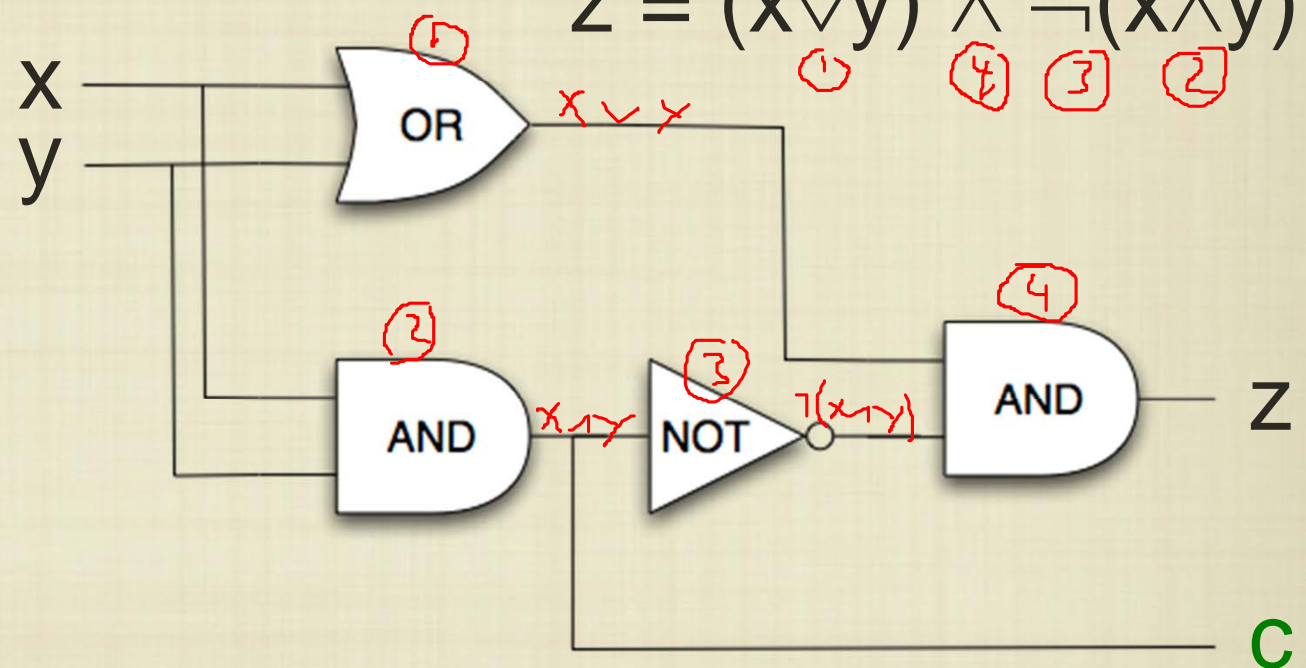 z = (x∨y) ∧ ¬(x∧y)
① ④ ③ ②
①
x
OR
x ∨ y
y
②
③
④
AND
x∧y
NOT
¬(x∧y)
AND
z
c